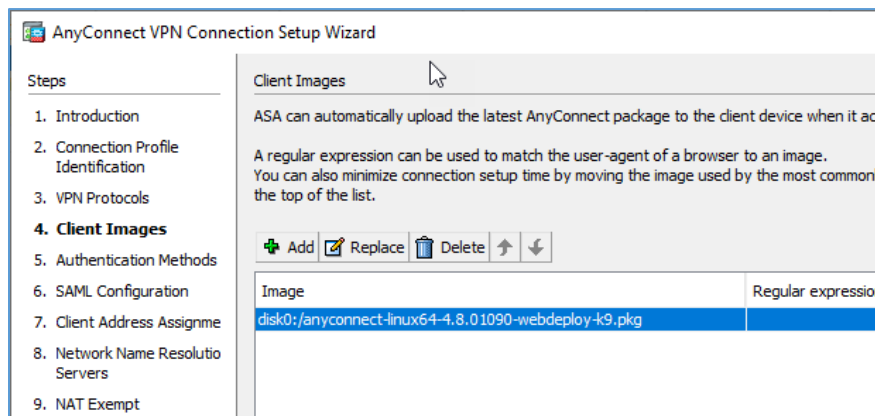 AnyConnect VPN Connection Setup Wizard
Steps
1. Introduction
2. Connection Profile
Identification
3. VPN Protocols
4. Client Images
5. Authentication Methods
6. SAML Configuration
7. Client Address Assignme
8. Network Name Resolutio
Servers
9. NAT Exempt
Client Images
ASA can automatically upload the latest AnyConnect package to the client device when it ac
A regular expression can be used to match the user-agent of a browser to an image.
You can also minimize connection setup time by moving the image used by the most common
the top of the list.
Add Replace Delete
Image Regular expressio
disk0:/anyconnect-linux64-4.8.01090-webdeploy-k9.pkg